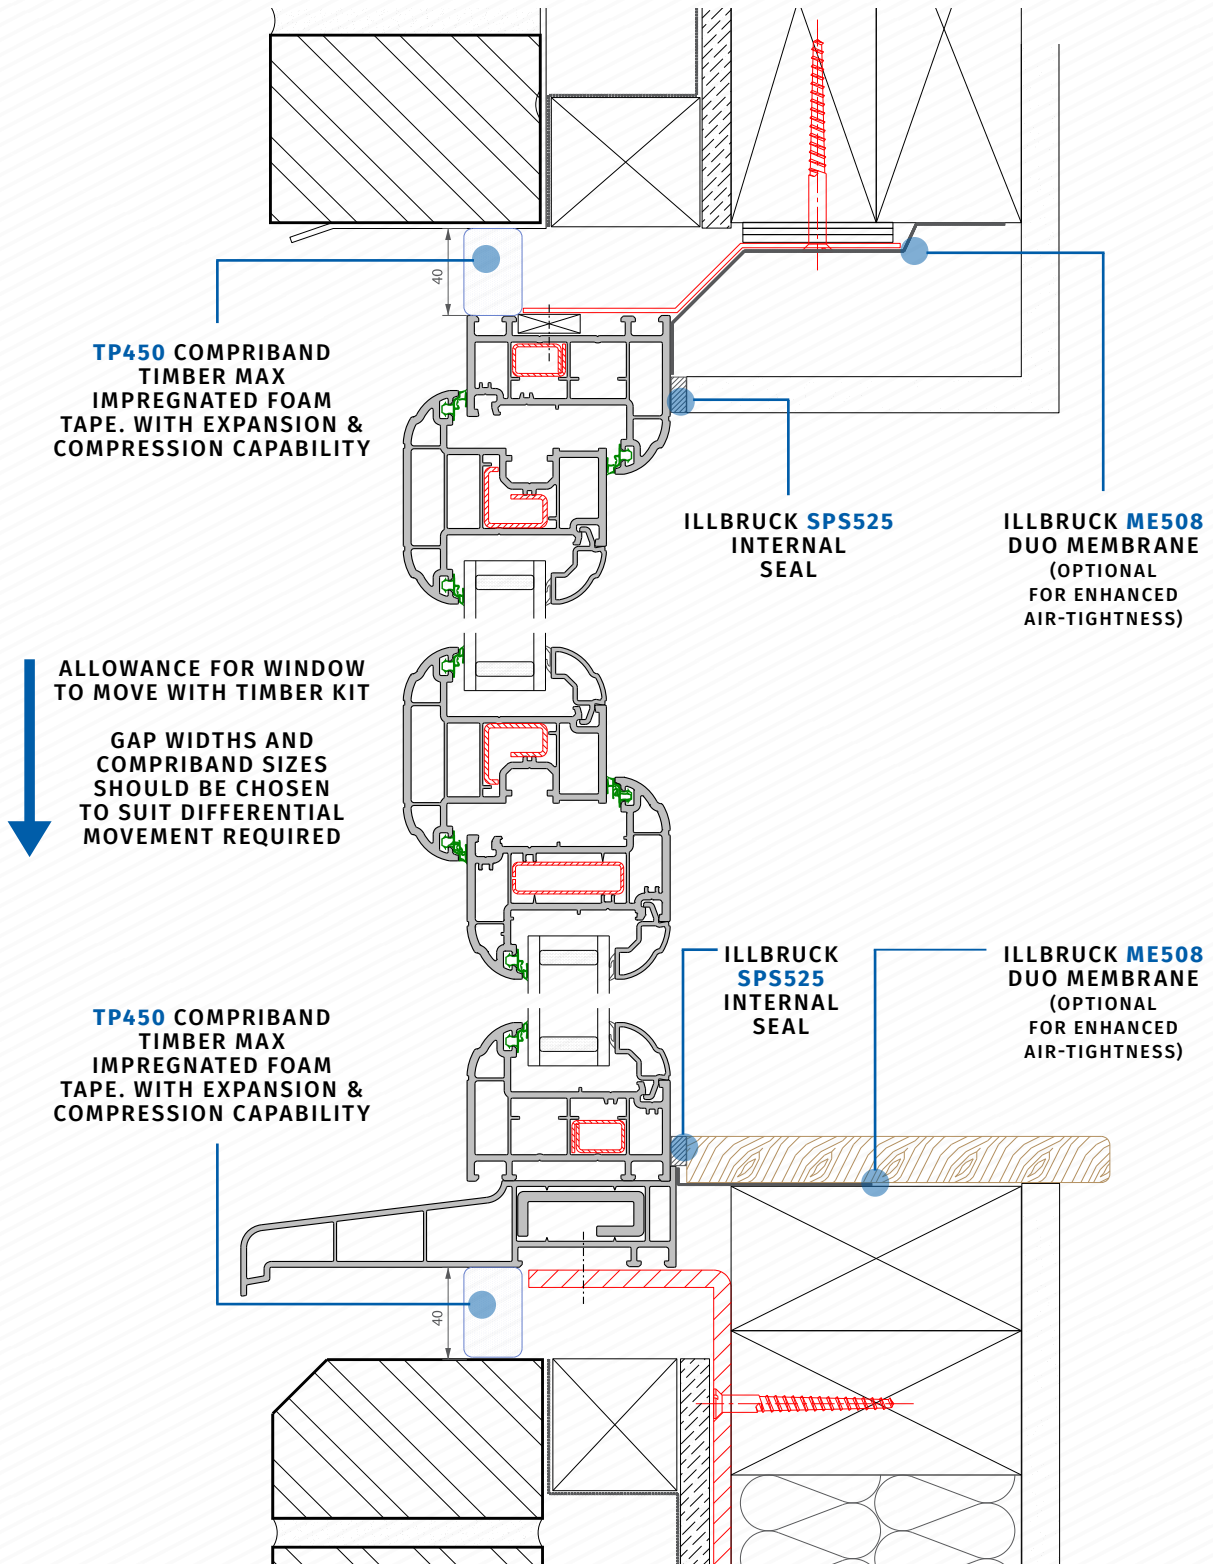 40
TP450 COMPRIBAND
TIMBER MAX
IMPREGNATED FOAM
TAPE. WITH EXPANSION &
COMPRESSION CAPABILITY
ILLBRUCK SPS525
INTERNAL
SEAL
ILLBRUCK ME508
DUO MEMBRANE
(OPTIONAL
FOR ENHANCED
AIR-TIGHTNESS)
ALLOWANCE FOR WINDOW
TO MOVE WITH TIMBER KIT
GAP WIDTHS AND
COMPRIBAND SIZES
SHOULD BE CHOSEN
TO SUIT DIFFERENTIAL
MOVEMENT REQUIRED
ILLBRUCK
SPS525
INTERNAL
SEAL
ILLBRUCK ME508
DUO MEMBRANE
(OPTIONAL
FOR ENHANCED
AIR-TIGHTNESS)
TP450 COMPRIBAND
TIMBER MAX
IMPREGNATED FOAM
TAPE. WITH EXPANSION &
COMPRESSION CAPABILITY
40